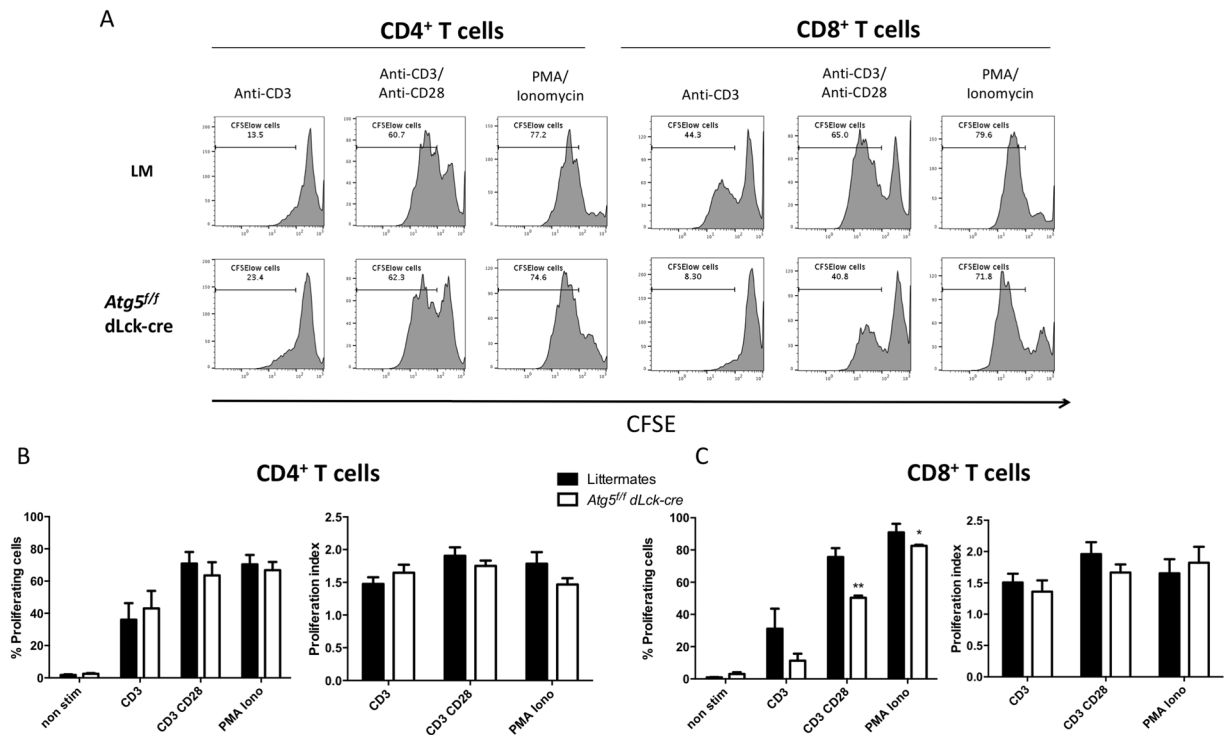 A
CD4+ T cells
CD8+ T cells
Anti-CD3
Anti-CD3/
Anti-CD28
PMA/
Ionomycin
Anti-CD3
Anti-CD3/
Anti-CD28
PMA/
Ionomycin
LM
CFSElow cells
13.5
CFSElow cells
60.7
CFSElow cells
77.2
CFSElow cells
44.3
CFSElow cells
65.0
CFSElow cells
79.6
Atg5f/f
dLck-cre
CFSElow cells
23.4
CFSElow cells
62.3
CFSElow cells
74.6
CFSElow cells
8.30
CFSElow cells
40.8
CFSElow cells
71.8
CFSE
B
CD4+ T cells
Littermates
Atg5f/f dLck-cre
% Proliferating cells
100
80
60
40
20
0
non stim
CD3
CD3 CD28
PMA Iono
Proliferation index
2.5
2.0
1.5
1.0
0.5
0.0
CD3
CD3 CD28
PMA Iono
C
CD8+ T cells
% Proliferating cells
100
80
60
40
20
0
**
*
non stim
CD3
CD3 CD28
PMA Iono
Proliferation index
2.5
2.0
1.5
1.0
0.5
0.0
CD3
CD3 CD28
PMA Iono